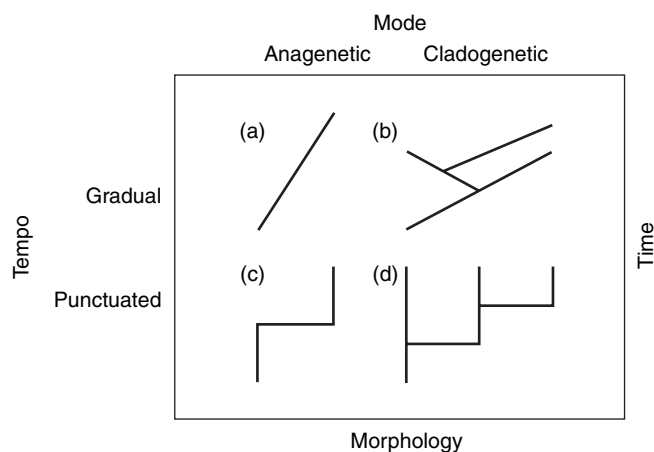 Mode
Anagenetic Cladogenetic
(a) (b)
Gradual
Tempo
Time
(c) (d)
Punctuated
Morphology